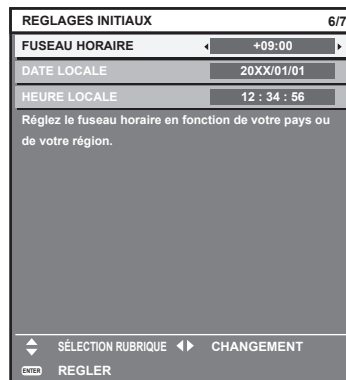 REGLAGES INITIAUX 6/7
FUSEAU HORAIRE +09:00
DATE LOCALE 20XX/01/01
HEURE LOCALE 12 : 34 : 56
Réglez le fuseau horaire en fonction de votre pays ou
de votre région.
SÉLECTION RUBRIQUE CHANGEMENT
ENTER REGLER